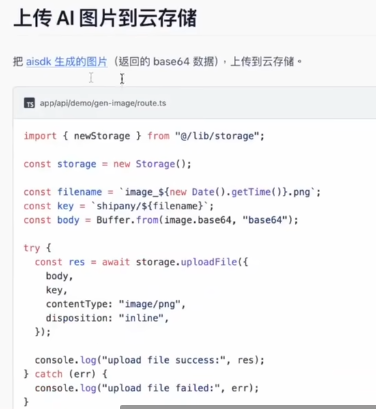 上传 AI 图片到云存储
把 aisdk 生成的图片（返回的 base64 数据），上传到云存储。
TS app/api/demo/gen-image/route.ts
import { newStorage } from "@/lib/storage";
const storage = new Storage();
const filename = `image_${new Date().getTime()}.png`;
const key = `shipany/${filename}`;
const body = Buffer.from(image.base64, "base64");
try {
const res = await storage.uploadFile({
body,
key,
contentType: "image/png",
disposition: "inline",
});
console.log("upload file success:", res);
} catch (err) {
console.log("upload file failed:", err);
}